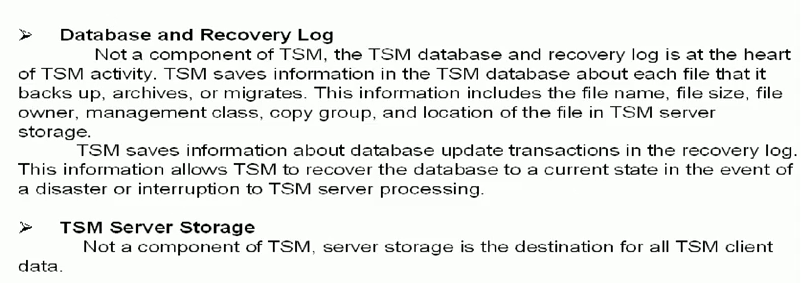 ➢ Database and Recovery Log
Not a component of TSM, the TSM database and recovery log is at the heart
of TSM activity. TSM saves information in the TSM database about each file that it
backs up, archives, or migrates. This information includes the file name, file size, file
owner, management class, copy group, and location of the file in TSM server
storage.
TSM saves information about database update transactions in the recovery log.
This information allows TSM to recover the database to a current state in the event of
a disaster or interruption to TSM server processing.
➢ TSM Server Storage
Not a component of TSM, server storage is the destination for all TSM client
data.